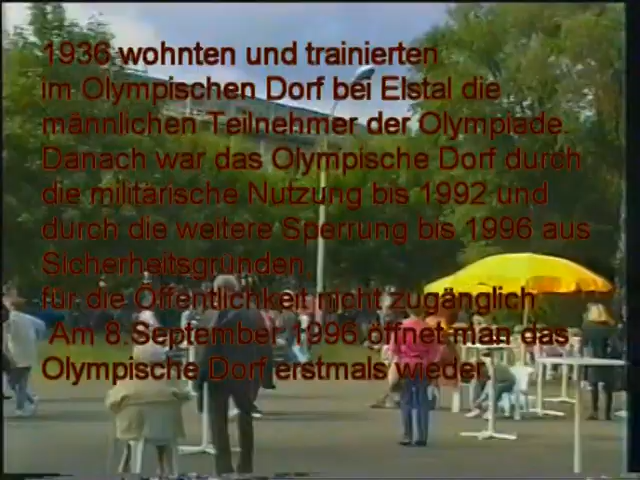 1936 wohnten und trainierten
im Olympischen Dorf bei Elstal die
männlichen Teilnehmer der Olympiade.
Danach war das Olympische Dorf durch
die militärische Nutzung bis 1992 und
durch die weitere Sperrung bis 1996 aus
Sicherheitsgründen,
für die Öffentlichkeit nicht zugänglich
Am 8.September 1996 öffnet man das
Olympische Dorf erstmals wieder.